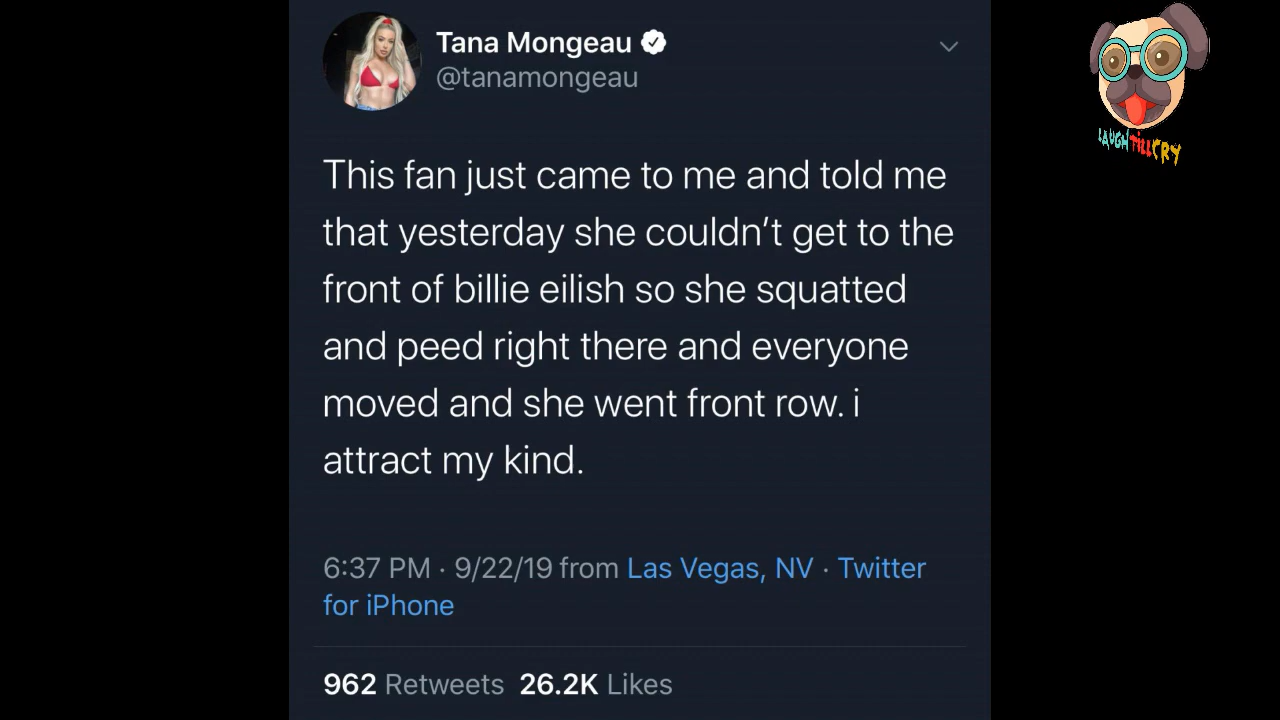 Tana Mongeau
@tanamongeau
LAUGHTILLCRY
This fan just came to me and told me
that yesterday she couldn’t get to the
front of billie eilish so she squatted
and peed right there and everyone
moved and she went front row. i
attract my kind.
6:37 PM · 9/22/19 from Las Vegas, NV · Twitter
for iPhone
962 Retweets 26.2K Likes